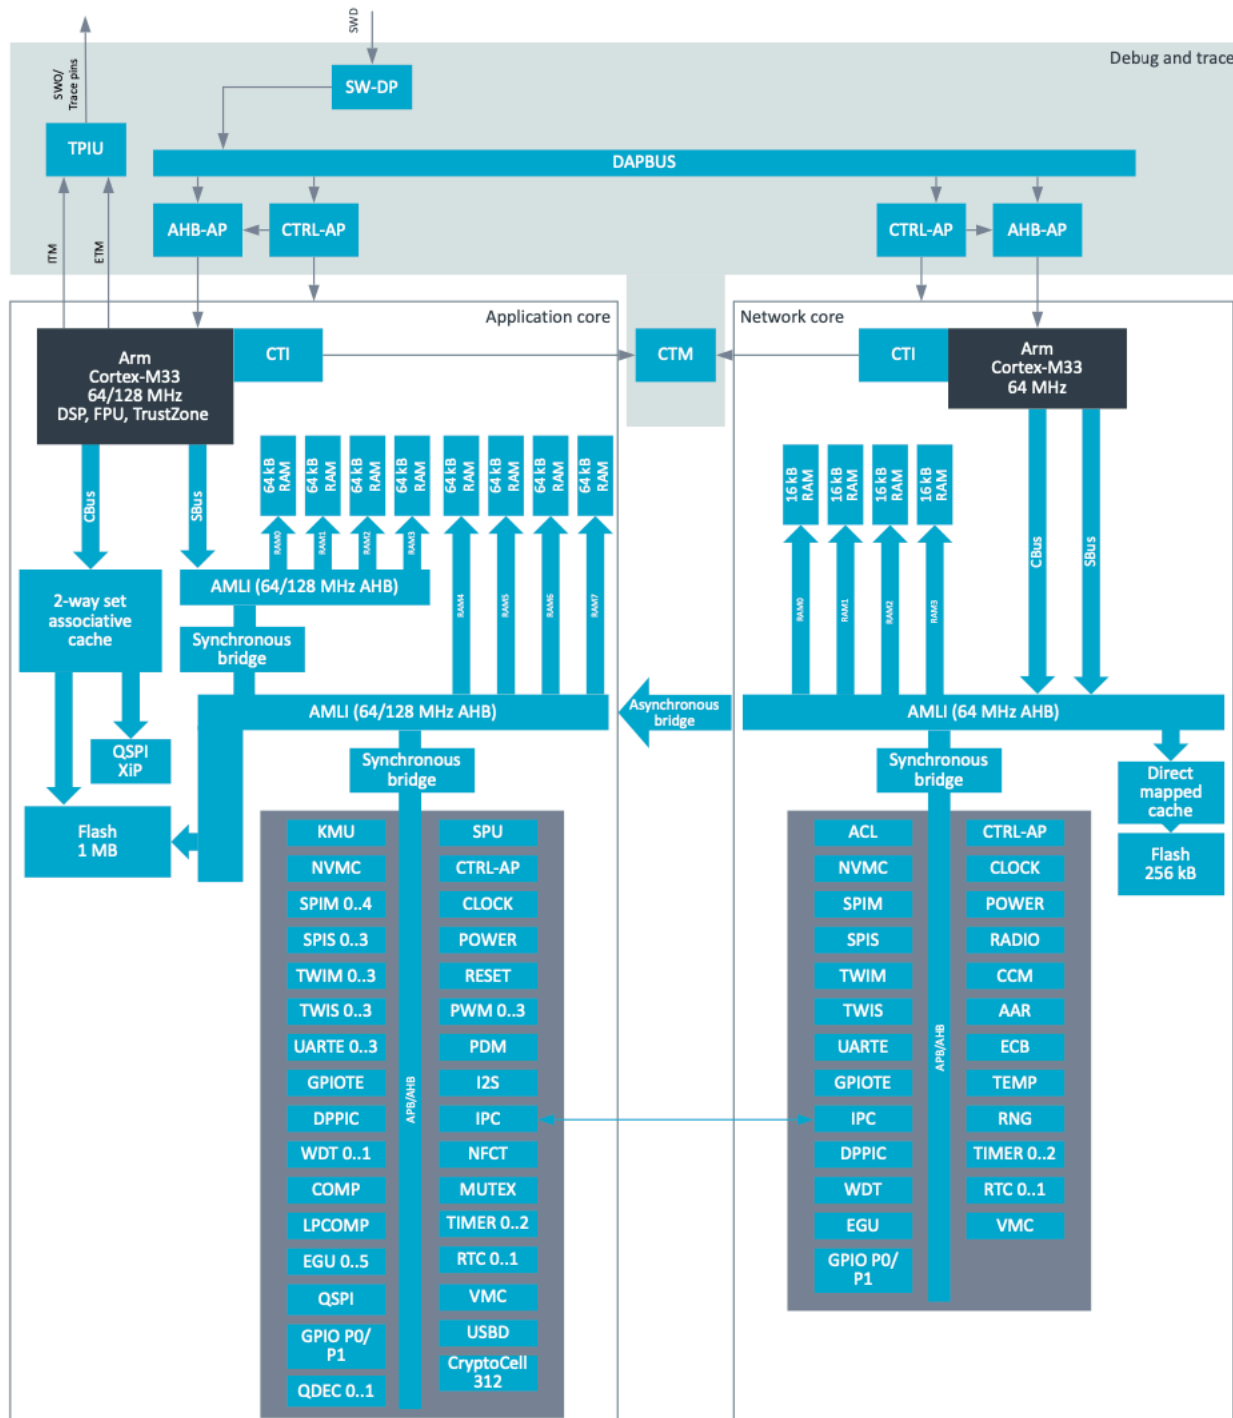 SWD
Debug and trace
SWO/
Trace pins
SW-DP
TPIU
DAPBUS
AHB-AP
CTRL-AP
CTRL-AP
AHB-AP
ITM
ETM
Application core
Network core
Arm
Cortex-M33
64/128 MHz
DSP, FPU, TrustZone
CTI
CTM
CTI
Arm
Cortex-M33
64 MHz
64 kB
RAM
64 kB
RAM
64 kB
RAM
64 kB
RAM
64 kB
RAM
64 kB
RAM
64 kB
RAM
64 kB
RAM
16 kB
RAM
16 kB
RAM
16 kB
RAM
16 kB
RAM
CBus
SBus
RAM0
RAM1
RAM2
RAM3
RAM4
RAM5
RAM6
RAM7
RAM0
RAM1
RAM2
RAM3
CBus
SBus
2-way set
associative
cache
AMLI (64/128 MHz AHB)
Synchronous
bridge
AMLI (64/128 MHz AHB)
Asynchronous
bridge
AMLI (64 MHz AHB)
QSPI
XiP
Synchronous
bridge
Synchronous
bridge
Direct
mapped
cache
Flash
1 MB
Flash
256 kB
KMU
NVMC
SPIM 0..4
SPIS 0..3
TWIM 0..3
TWIS 0..3
UARTE 0..3
GPIOTE
DPPIC
WDT 0..1
COMP
LPCOMP
EGU 0..5
QSPI
GPIO P0/
P1
QDEC 0..1
APB/AHB
SPU
CTRL-AP
CLOCK
POWER
RESET
PWM 0..3
PDM
I2S
IPC
NFCT
MUTEX
TIMER 0..2
RTC 0..1
VMC
USBD
CryptoCell
312
ACL
NVMC
SPIM
SPIS
TWIM
TWIS
UARTE
GPIOTE
IPC
DPPIC
WDT
EGU
GPIO P0/
P1
APB/AHB
CTRL-AP
CLOCK
POWER
RADIO
CCM
AAR
ECB
TEMP
RNG
TIMER 0..2
RTC 0..1
VMC